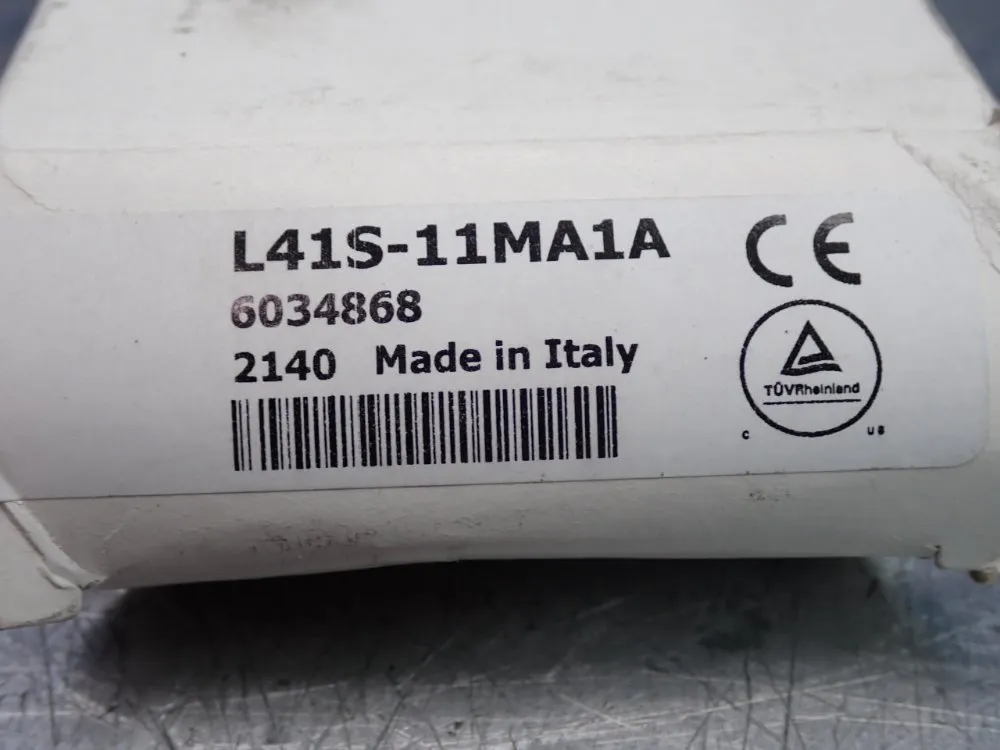 L41S-11MA1A
6034868
2140 Made in Italy
CE
TÜVRheinland
C US